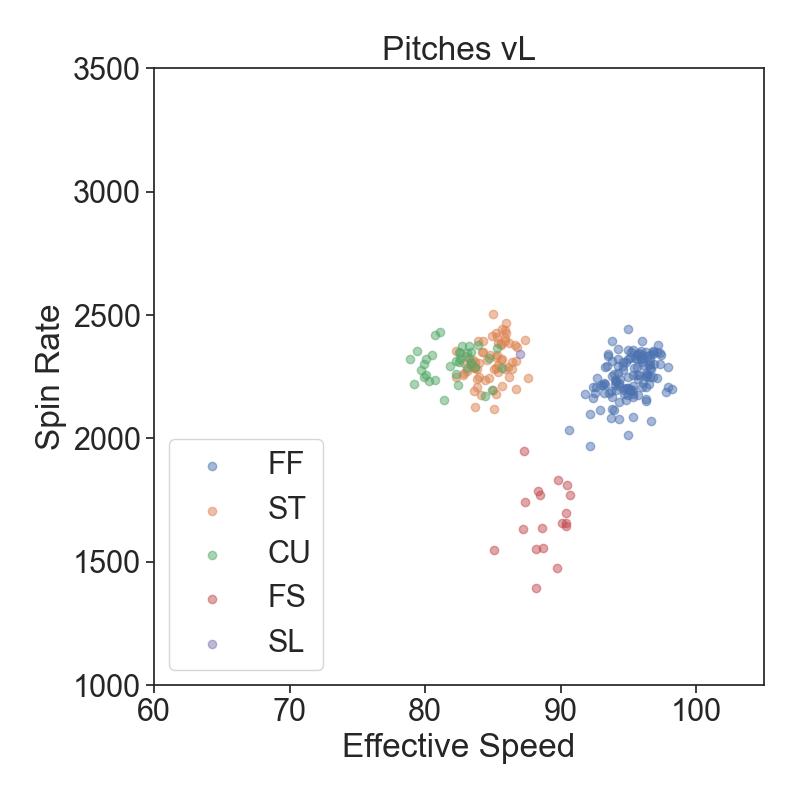 Pitches vL
3500
3000
2500
2000
1500
1000
Spin Rate
FF
ST
CU
FS
SL
60 70 80 90 100
Effective Speed